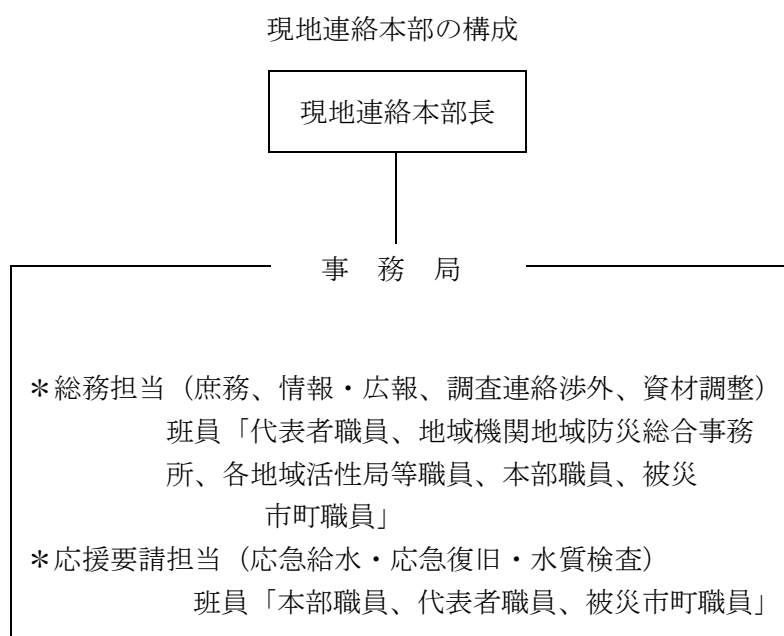 現地連絡本部の構成
現地連絡本部長
事　務　局
＊総務担当（庶務、情報・広報、調査連絡渉外、資材調整）
班員「代表者職員、地域機関地域防災総合事務
所、各地域活性局等職員、本部職員、被災
市町職員」
＊応援要請担当（応急給水・応急復旧・水質検査）
班員「本部職員、代表者職員、被災市町職員」